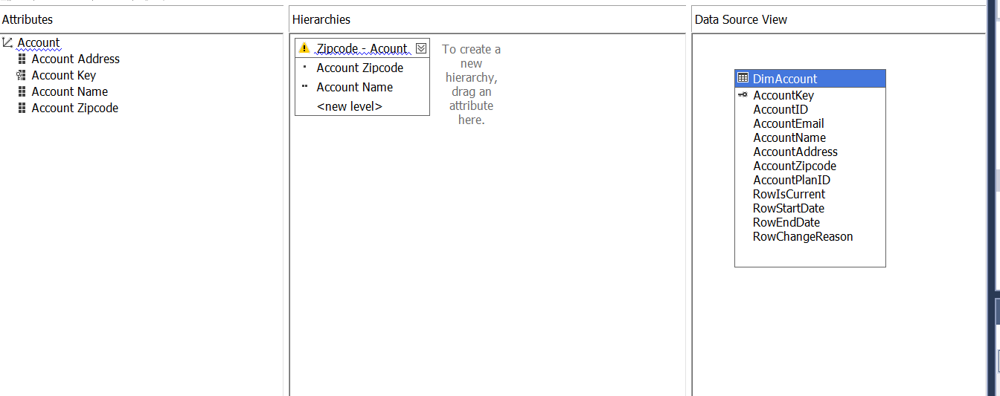 Attributes
Account
Account Address
Account Key
Account Name
Account Zipcode
Hierarchies
Zipcode - Acount
Account Zipcode
Account Name
<new level>
To create a
new
hierarchy,
drag an
attribute
here.
Data Source View
DimAccount
AccountKey
AccountID
AccountEmail
AccountName
AccountAddress
AccountZipcode
AccountPlanID
RowIsCurrent
RowStartDate
RowEndDate
RowChangeReason